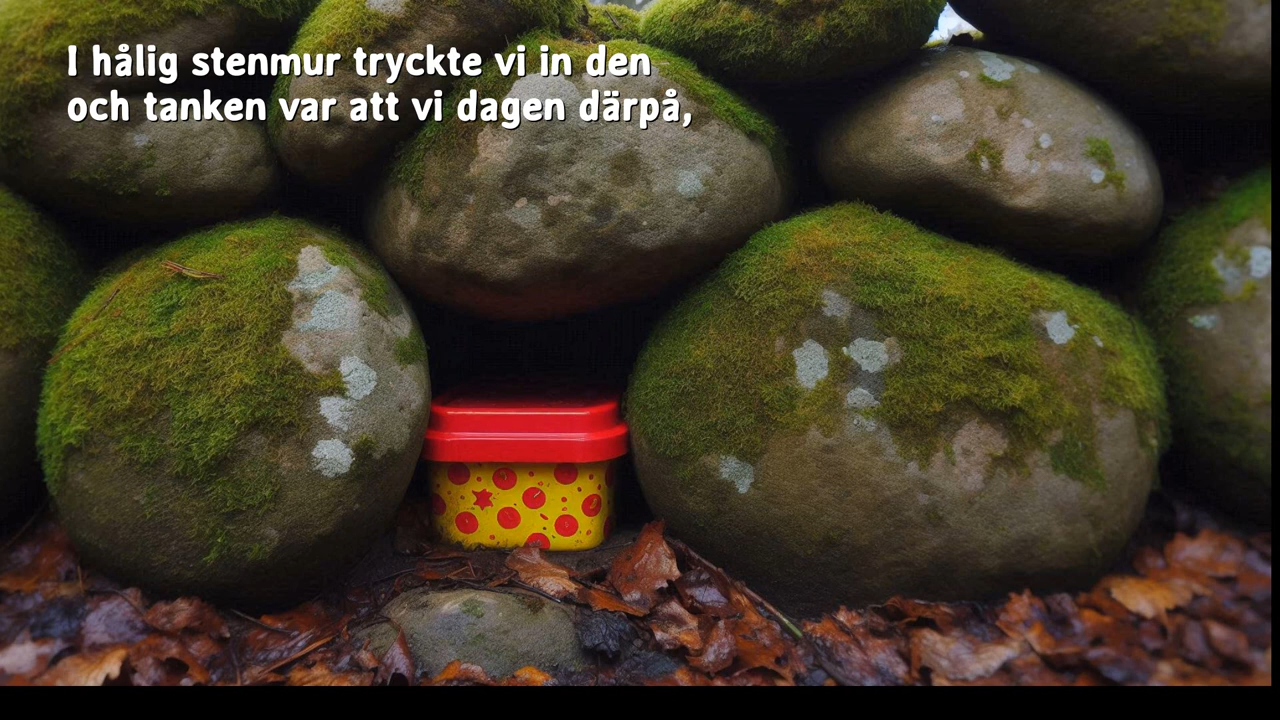 I hålig stenmur tryckte vi in den
och tanken var att vi dagen därpå,